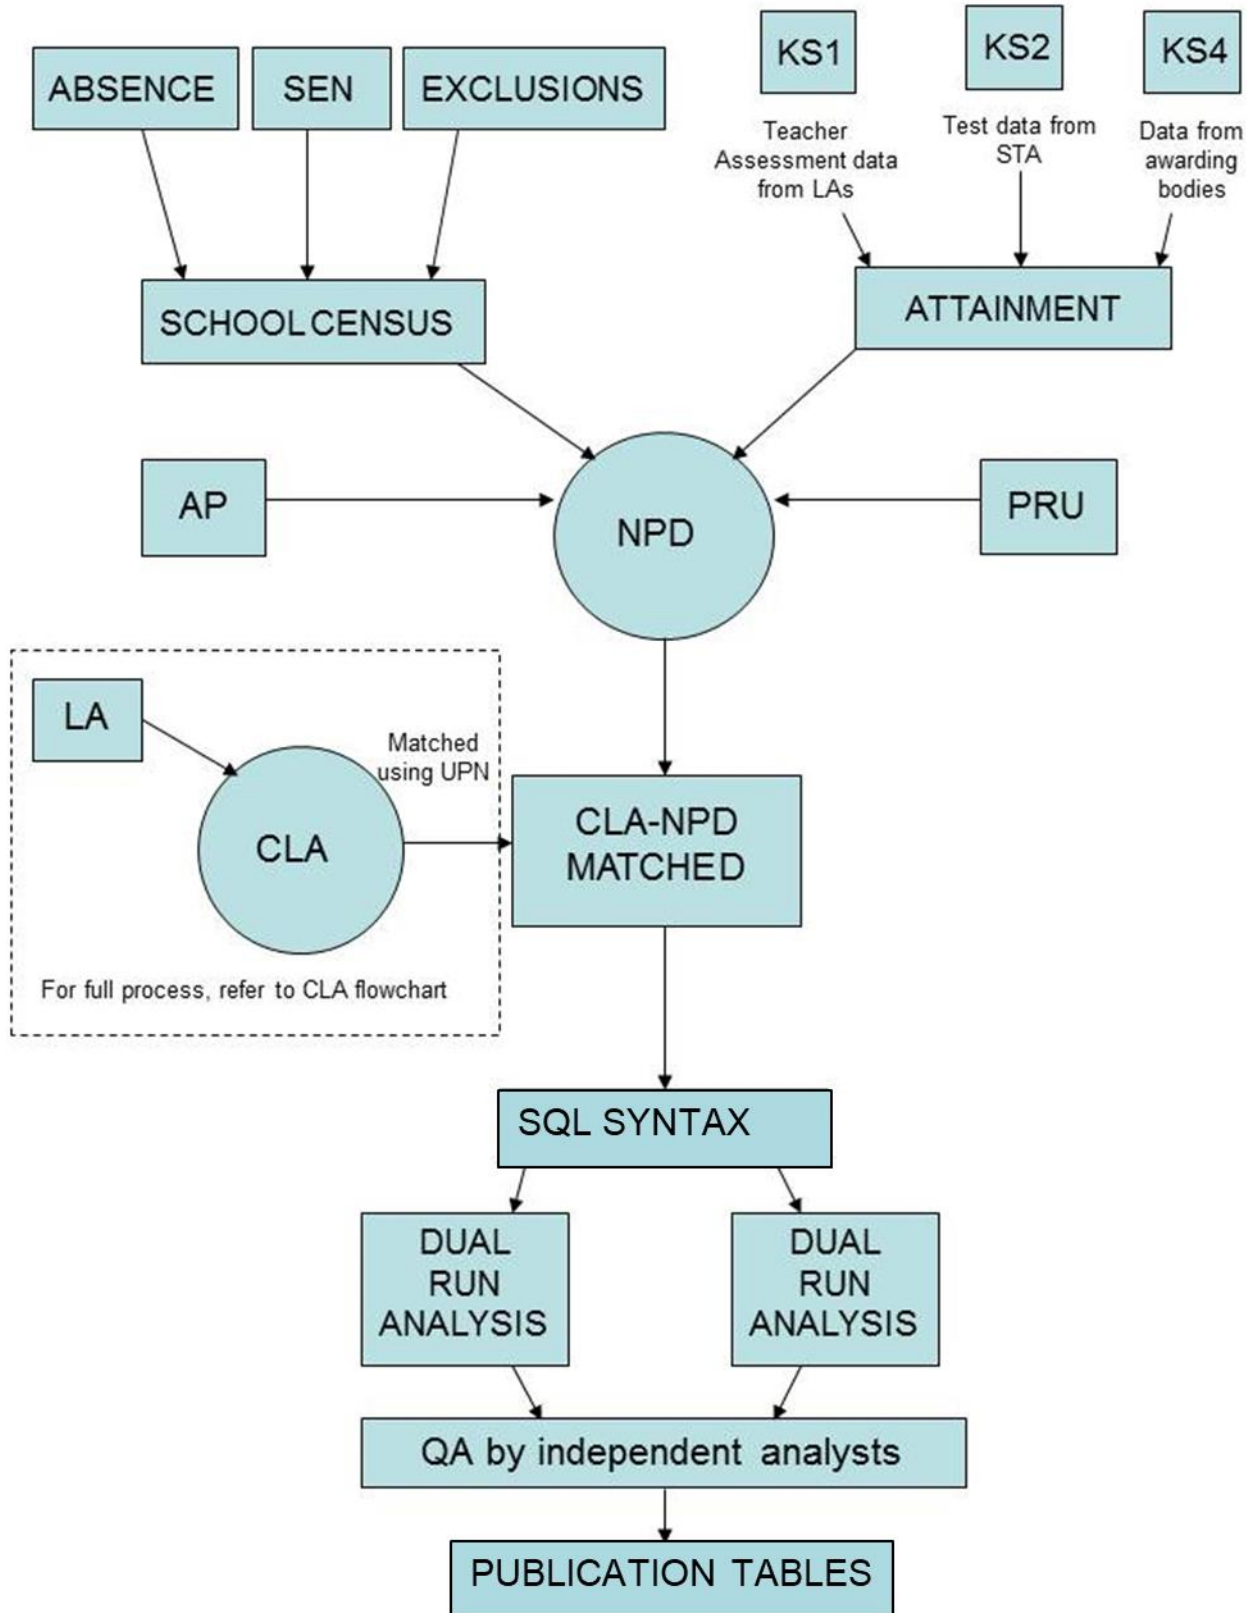 ABSENCE
SEN
EXCLUSIONS
KS1
KS2
KS4
Teacher
Assessment data
from LAs
Test data from
STA
Data from
awarding
bodies
SCHOOL CENSUS
ATTAINMENT
AP
NPD
PRU
LA
CLA
Matched
using UPN
For full process, refer to CLA flowchart
CLA-NPD
MATCHED
SQL SYNTAX
DUAL
RUN
ANALYSIS
DUAL
RUN
ANALYSIS
QA by independent analysts
PUBLICATION TABLES